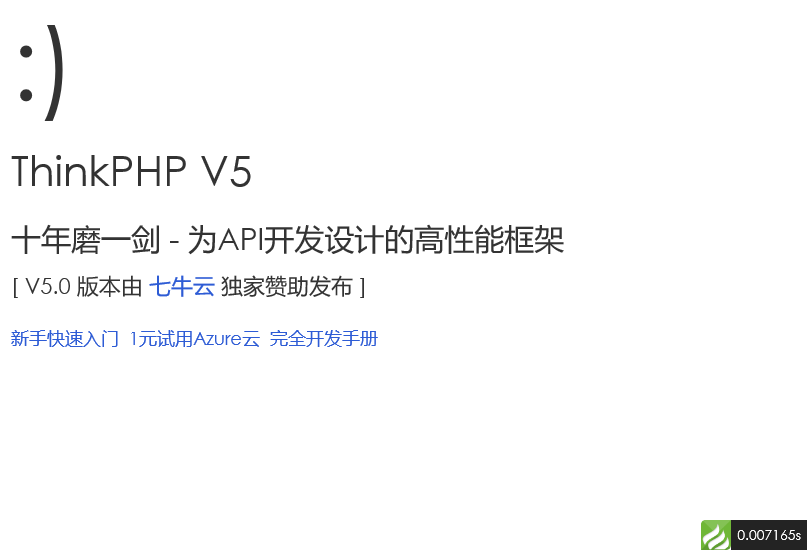 :)
ThinkPHP V5
十年磨一剑 - 为API开发设计的高性能框架
[ V5.0 版本由 七牛云 独家赞助发布 ]
新手快速入门 1元试用Azure云 完全开发手册
0.007165s